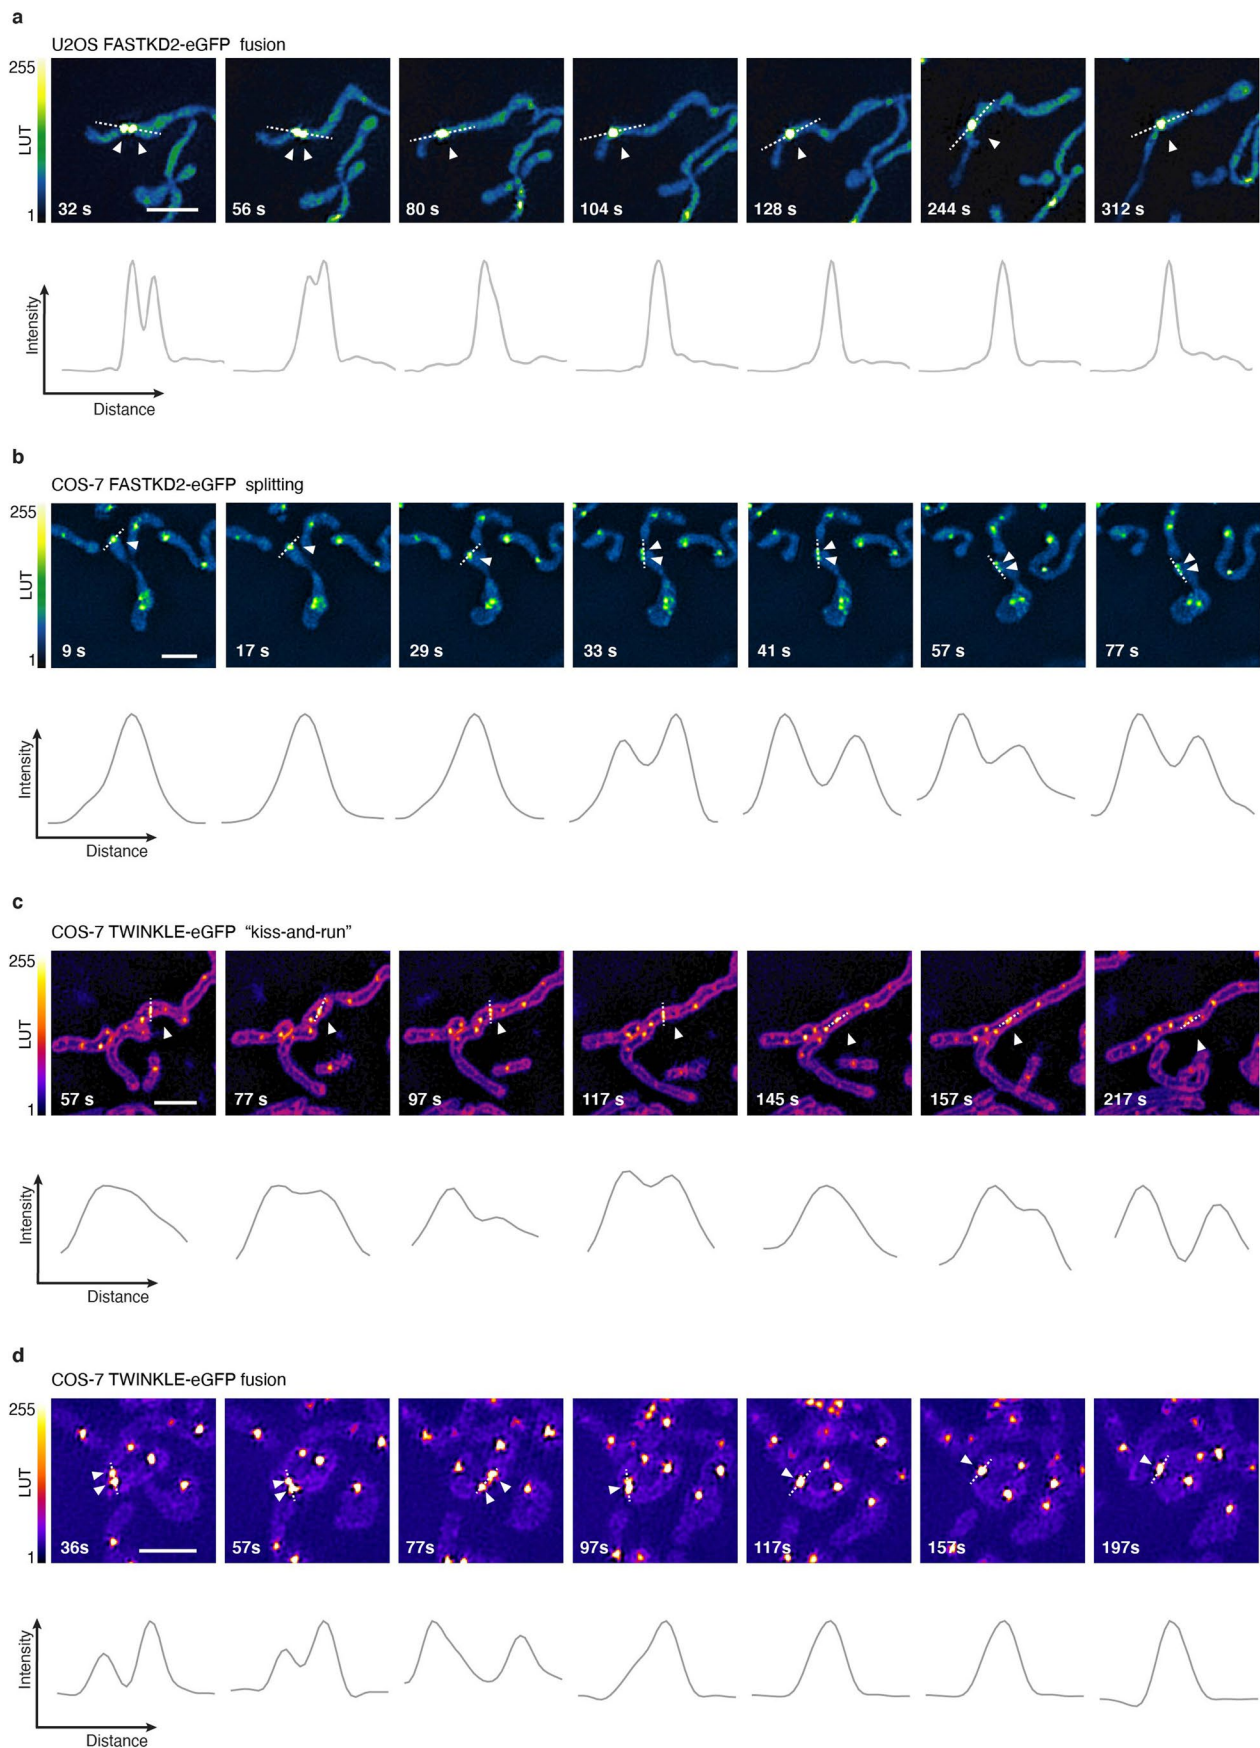 a
U2OS FASTKD2-eGFP fusion
255
LUT
1
32 s
56 s
80 s
104 s
128 s
244 s
312 s
Intensity
Distance
b
COS-7 FASTKD2-eGFP splitting
255
LUT
1
9 s
17 s
29 s
33 s
41 s
57 s
77 s
Intensity
Distance
c
COS-7 TWINKLE-eGFP “kiss-and-run”
255
LUT
1
57 s
77 s
97 s
117 s
145 s
157 s
217 s
Intensity
Distance
d
COS-7 TWINKLE-eGFP fusion
255
LUT
1
36s
57s
77s
97s
117s
157s
197s
Intensity
Distance